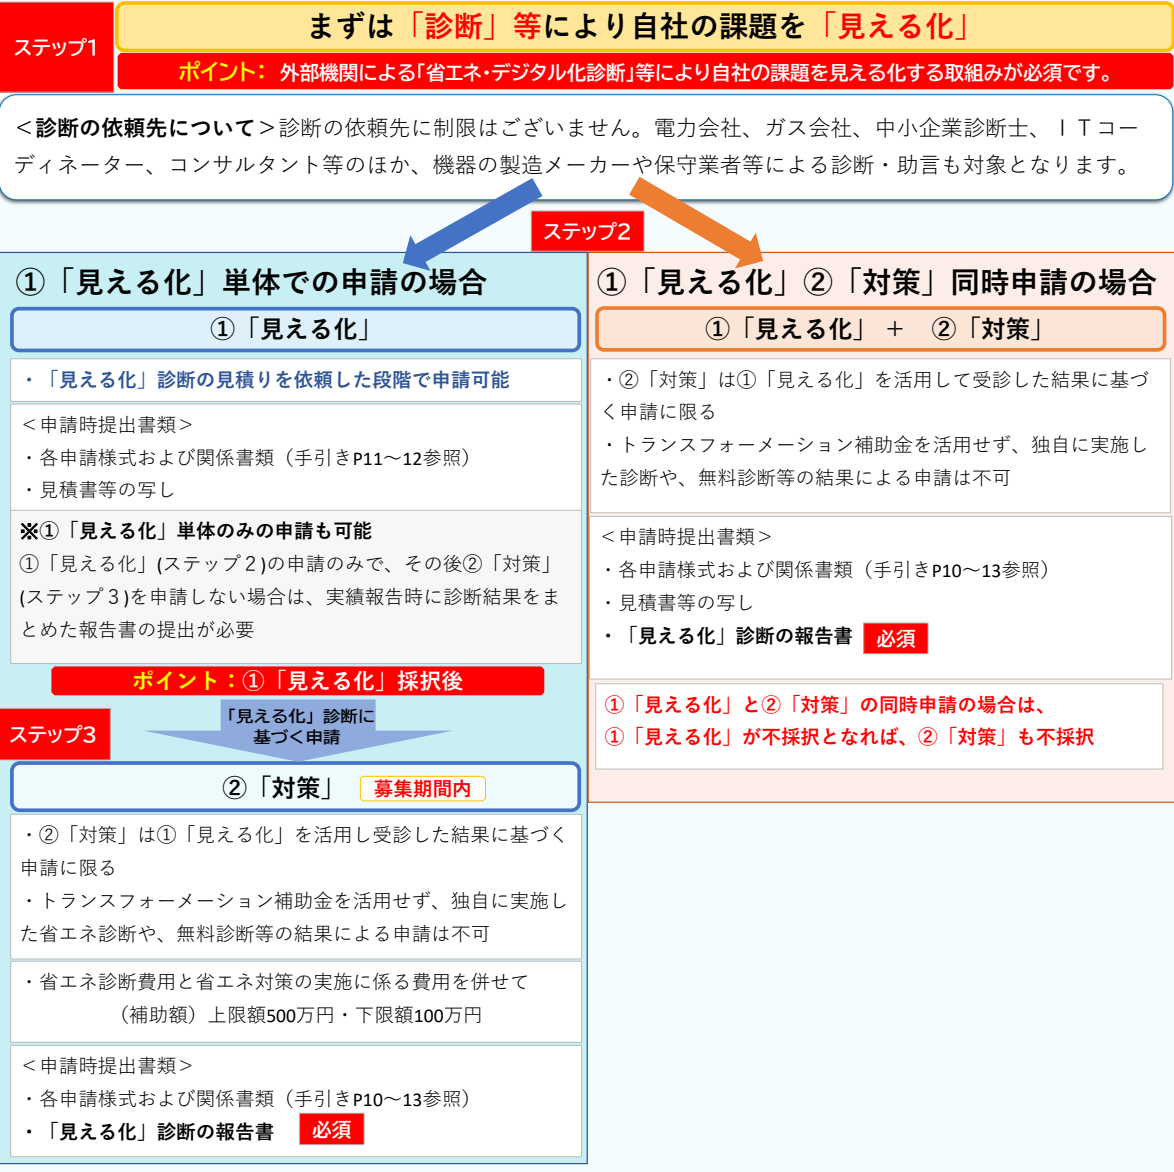 ステップ1
まずは「診断」等により自社の課題を「見える化」
ポイント： 外部機関による「省エネ・デジタル化診断」等により自社の課題を見える化する取組みが必須です。
＜診断の依頼先について＞診断の依頼先に制限はございません。電力会社、ガス会社、中小企業診断士、ＩＴコー
ディネーター、コンサルタント等のほか、機器の製造メーカーや保守業者等による診断・助言も対象となります。
ステップ2
①「見える化」単体での申請の場合
①「見える化」
・「見える化」診断の見積りを依頼した段階で申請可能
＜申請時提出書類＞
・各申請様式および関係書類（手引きP11～12参照）
・見積書等の写し
※①「見える化」単体のみの申請も可能
①「見える化」(ステップ２)の申請のみで、その後②「対策」
(ステップ３)を申請しない場合は、実績報告時に診断結果をま
とめた報告書の提出が必要
ポイント：①「見える化」採択後
ステップ3
「見える化」診断に
基づく申請
②「対策」 募集期間内
・②「対策」は①「見える化」を活用し受診した結果に基づく
申請に限る
・トランスフォーメーション補助金を活用せず、独自に実施し
た省エネ診断や、無料診断等の結果による申請は不可
・省エネ診断費用と省エネ対策の実施に係る費用を併せて
（補助額）上限額500万円・下限額100万円
＜申請時提出書類＞
・各申請様式および関係書類（手引きP10～13参照）
・「見える化」診断の報告書 必須
①「見える化」②「対策」同時申請の場合
①「見える化」 ＋ ②「対策」
・②「対策」は①「見える化」を活用して受診した結果に基づ
く申請に限る
・トランスフォーメーション補助金を活用せず、独自に実施し
た診断や、無料診断等の結果による申請は不可
＜申請時提出書類＞
・各申請様式および関係書類（手引きP10～13参照）
・見積書等の写し
・「見える化」診断の報告書 必須
①「見える化」と②「対策」の同時申請の場合は、
①「見える化」が不採択となれば、②「対策」も不採択